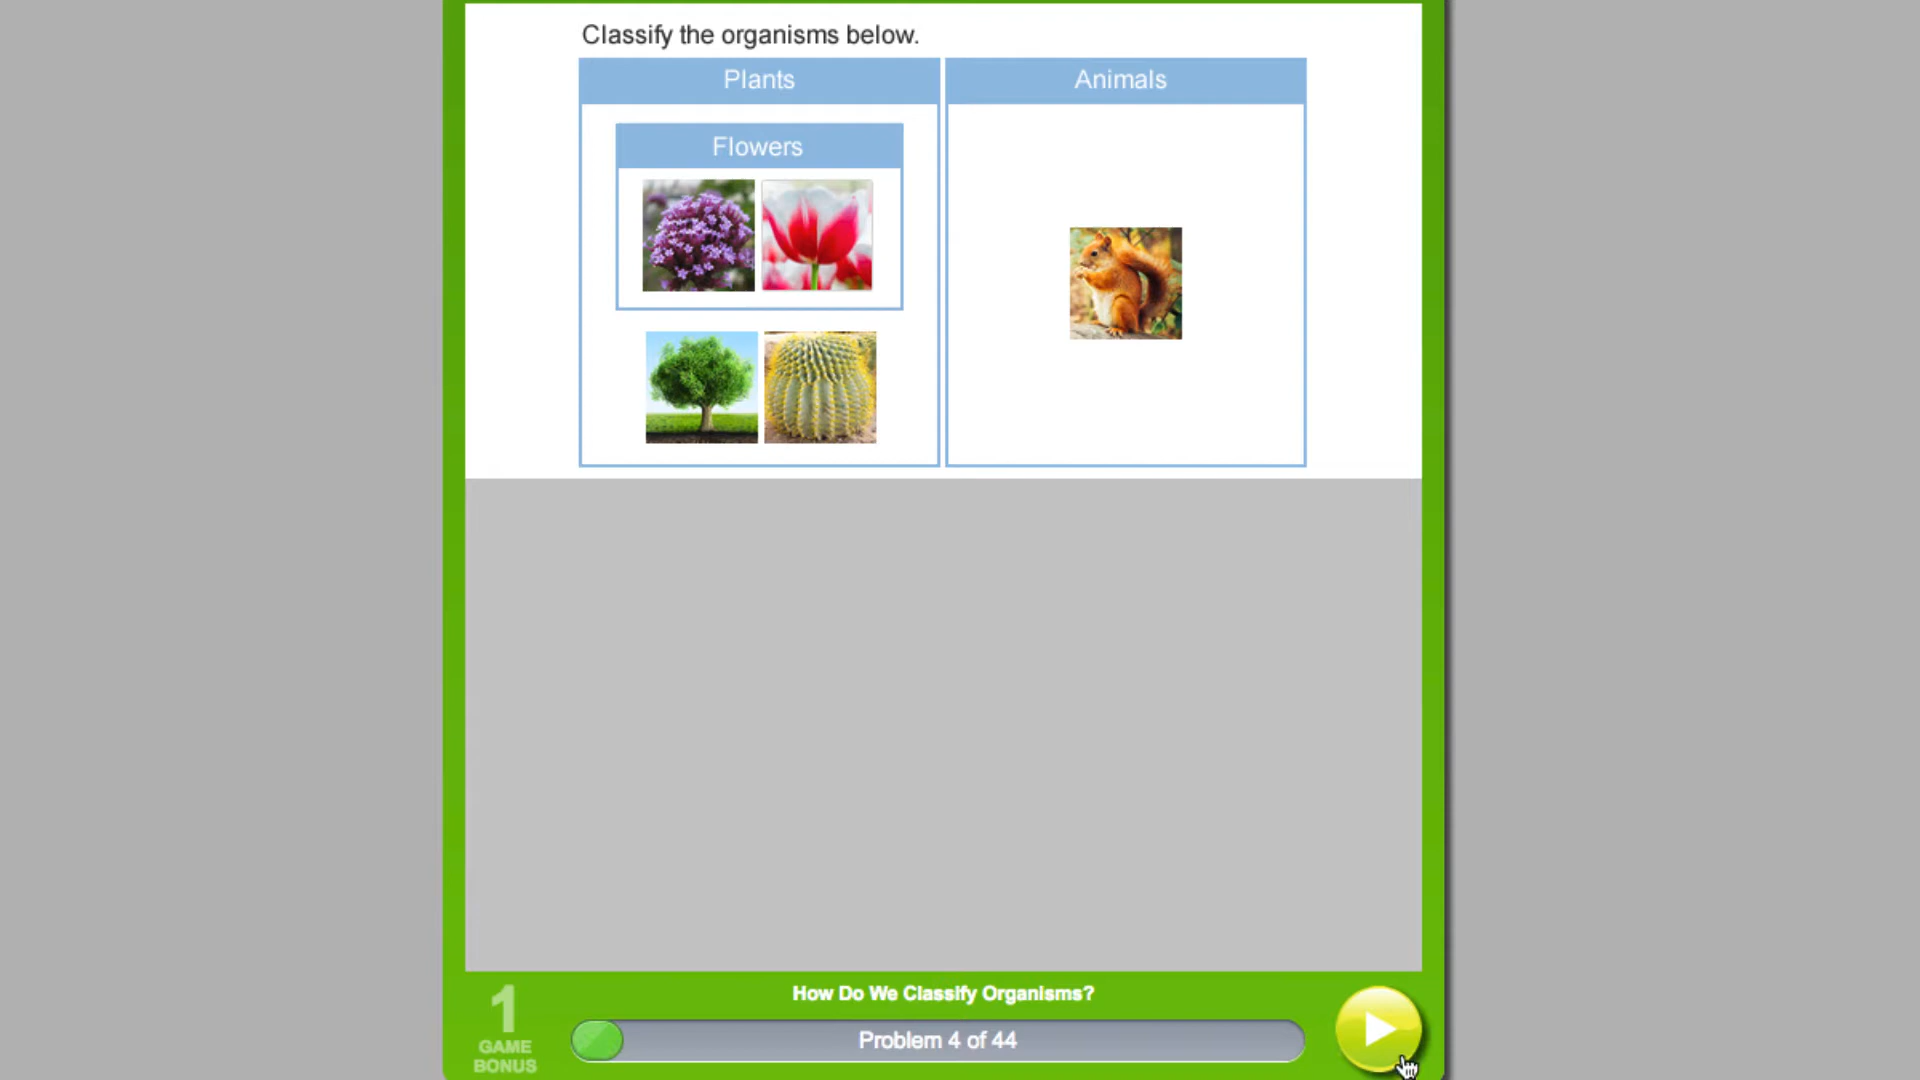 Classify the organisms below.
Plants
Animals
Flowers
How Do We Classify Organisms?
1
GAME
BONUS
Problem 4 of 44